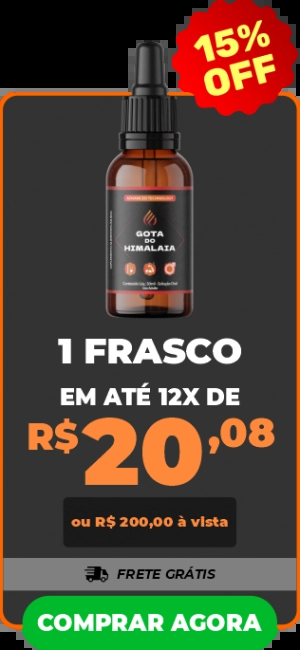 15%
OFF
GOTA
DO
HIMALAIA
1 FRASCO
EM ATÉ 12X DE
R$20,08
ou R$ 200,00 à vista
FRETE GRÁTIS
COMPRAR AGORA